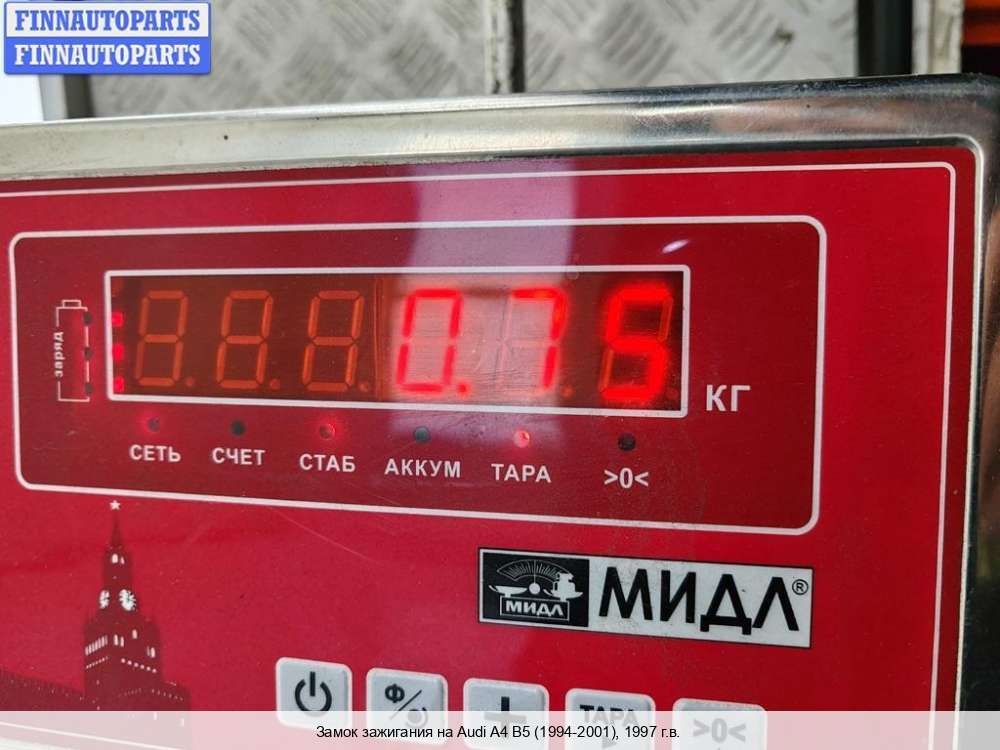 FINNAUTOPARTS
FINNAUTOPARTS
заряд
0.75
КГ
СЕТЬ СЧЕТ СТАБ АККУМ ТАРА >0<
МИДЛ
МИДЛ®
Ф
+
ТАРА
>0<
Замок зажигания на Audi A4 B5 (1994-2001), 1997 г.в.